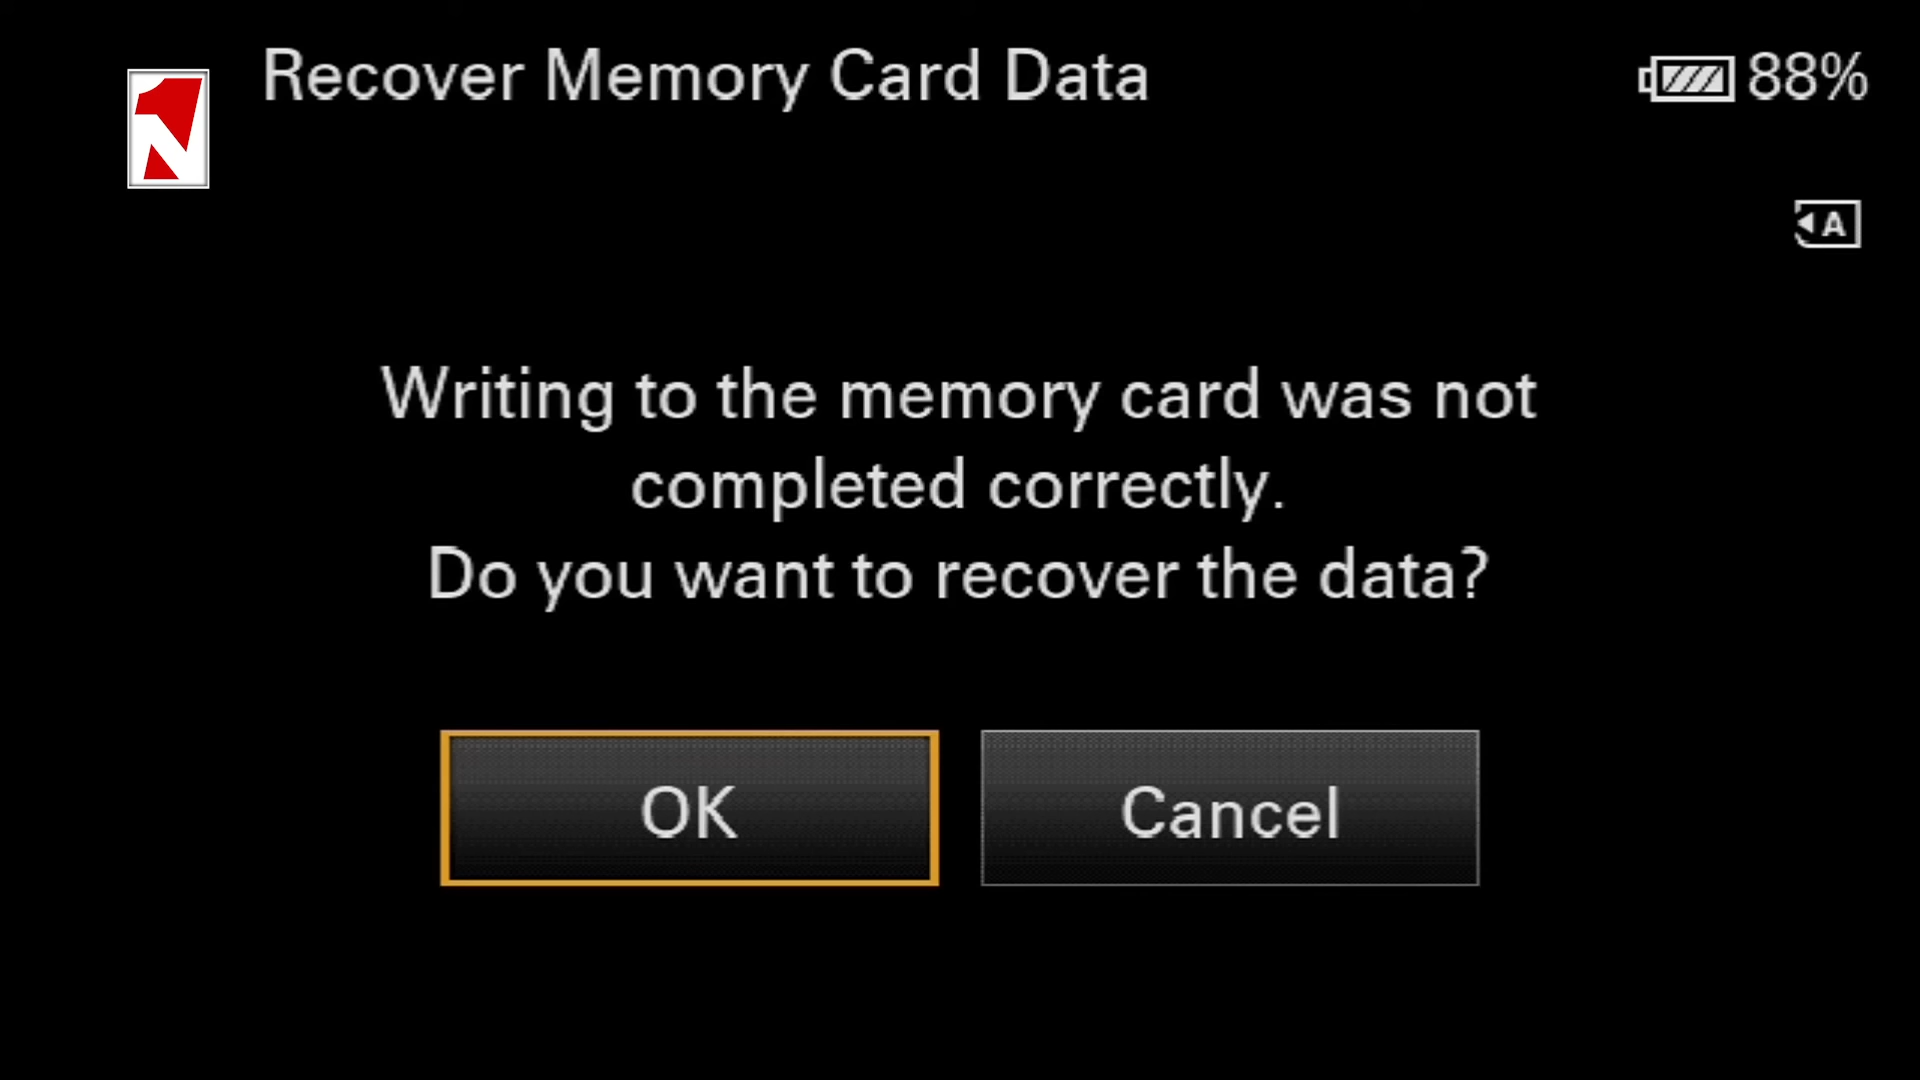 Recover Memory Card Data
88%
A
Writing to the memory card was not
completed correctly.
Do you want to recover the data?
OK
Cancel